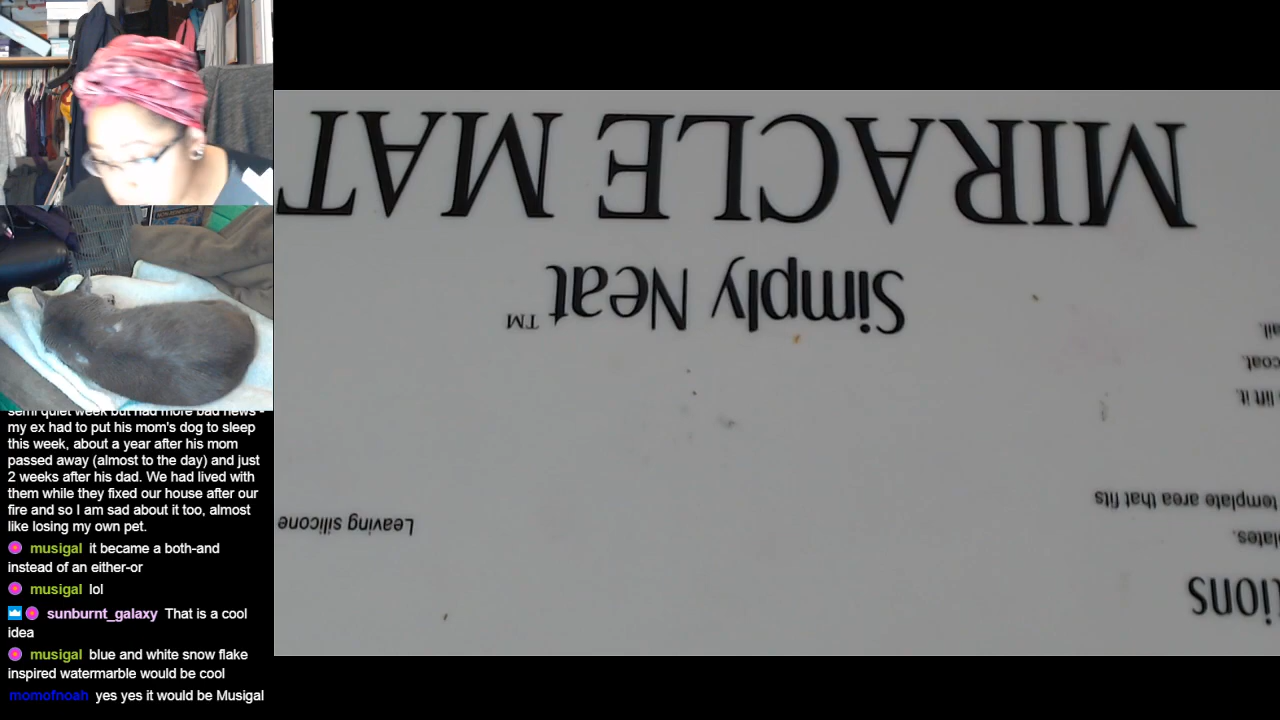 MIRACLE MAT
Simply Neat™
ail.
coat.
lift it
template area that fits
plates.
tions
Leaving silicone
semi quiet week but had more bad news -
my ex had to put his mom's dog to sleep
this week, about a year after his mom
passed away (almost to the day) and just
2 weeks after his dad. We had lived with
them while they fixed our house after our
fire and so I am sad about it too, almost
like losing my own pet.
musigal it became a both-and
instead of an either-or
musigal lol
sunburnt_galaxy That is a cool
idea
musigal blue and white snow flake
inspired watermarble would be cool
momofnoah yes yes it would be Musigal